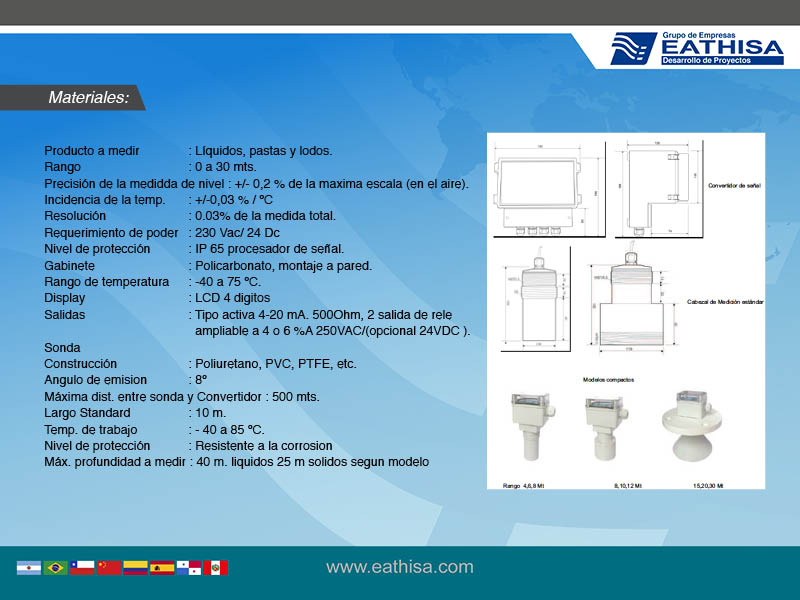 Grupo de Empresas
EATHISA
Desarrollo de Proyectos
Materiales:
Producto a medir : Líquidos, pastas y lodos.
Rango : 0 a 30 mts.
Precisión de la medidda de nivel : +/- 0,2 % de la maxima escala (en el aire).
Incidencia de la temp. : +/-0,03 % / ºC
Resolución : 0.03% de la medida total.
Requerimiento de poder : 230 Vac/ 24 Dc
Nivel de protección : IP 65 procesador de señal.
Gabinete : Policarbonato, montaje a pared.
Rango de temperatura : -40 a 75 ºC.
Display : LCD 4 digitos
Salidas : Tipo activa 4-20 mA. 500Ohm, 2 salida de rele
ampliable a 4 o 6 %A 250VAC/(opcional 24VDC ).
Sonda
Construcción : Poliuretano, PVC, PTFE, etc.
Angulo de emision : 8º
Máxima dist. entre sonda y Convertidor : 500 mts.
Largo Standard : 10 m.
Temp. de trabajo : - 40 a 85 ºC.
Nivel de protección : Resistente a la corrosion
Máx. profundidad a medir : 40 m. liquidos 25 m solidos segun modelo
Convertidor de señal
Cabezal de Medición estándar
Modelos compactos
Rango 4,6,8 Mt
8,10,12 Mt
15,20,30 Mt
www.eathisa.com